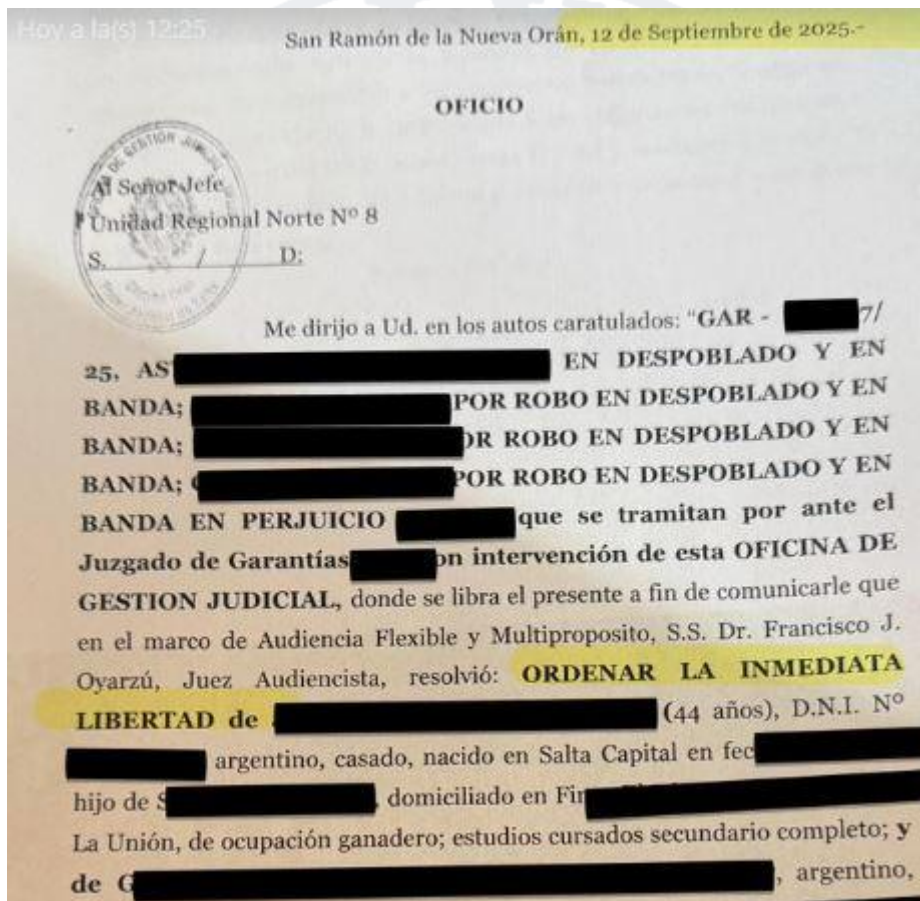 Hoy a la(s) 12:25
San Ramón de la Nueva Orán, 12 de Septiembre de 2025.-
OFICIO
Al Señor Jefe
Unidad Regional Norte Nº 8
S. / D:
Me dirijo a Ud. en los autos caratulados: "GAR - 7/
25, AS EN DESPOBLADO Y EN
BANDA; POR ROBO EN DESPOBLADO Y EN
BANDA; OR ROBO EN DESPOBLADO Y EN
BANDA; POR ROBO EN DESPOBLADO Y EN
BANDA EN PERJUICIO que se tramitan por ante el
Juzgado de Garantías on intervención de esta OFICINA DE
GESTION JUDICIAL, donde se libra el presente a fin de comunicarle que
en el marco de Audiencia Flexible y Multiproposito, S.S. Dr. Francisco J.
Oyarzú, Juez Audiencista, resolvió: ORDENAR LA INMEDIATA
LIBERTAD de (44 años), D.N.I. Nº
argentino, casado, nacido en Salta Capital en fec
hijo de S , domiciliado en Fin
La Unión, de ocupación ganadero; estudios cursados secundario completo; y
de G , argentino,